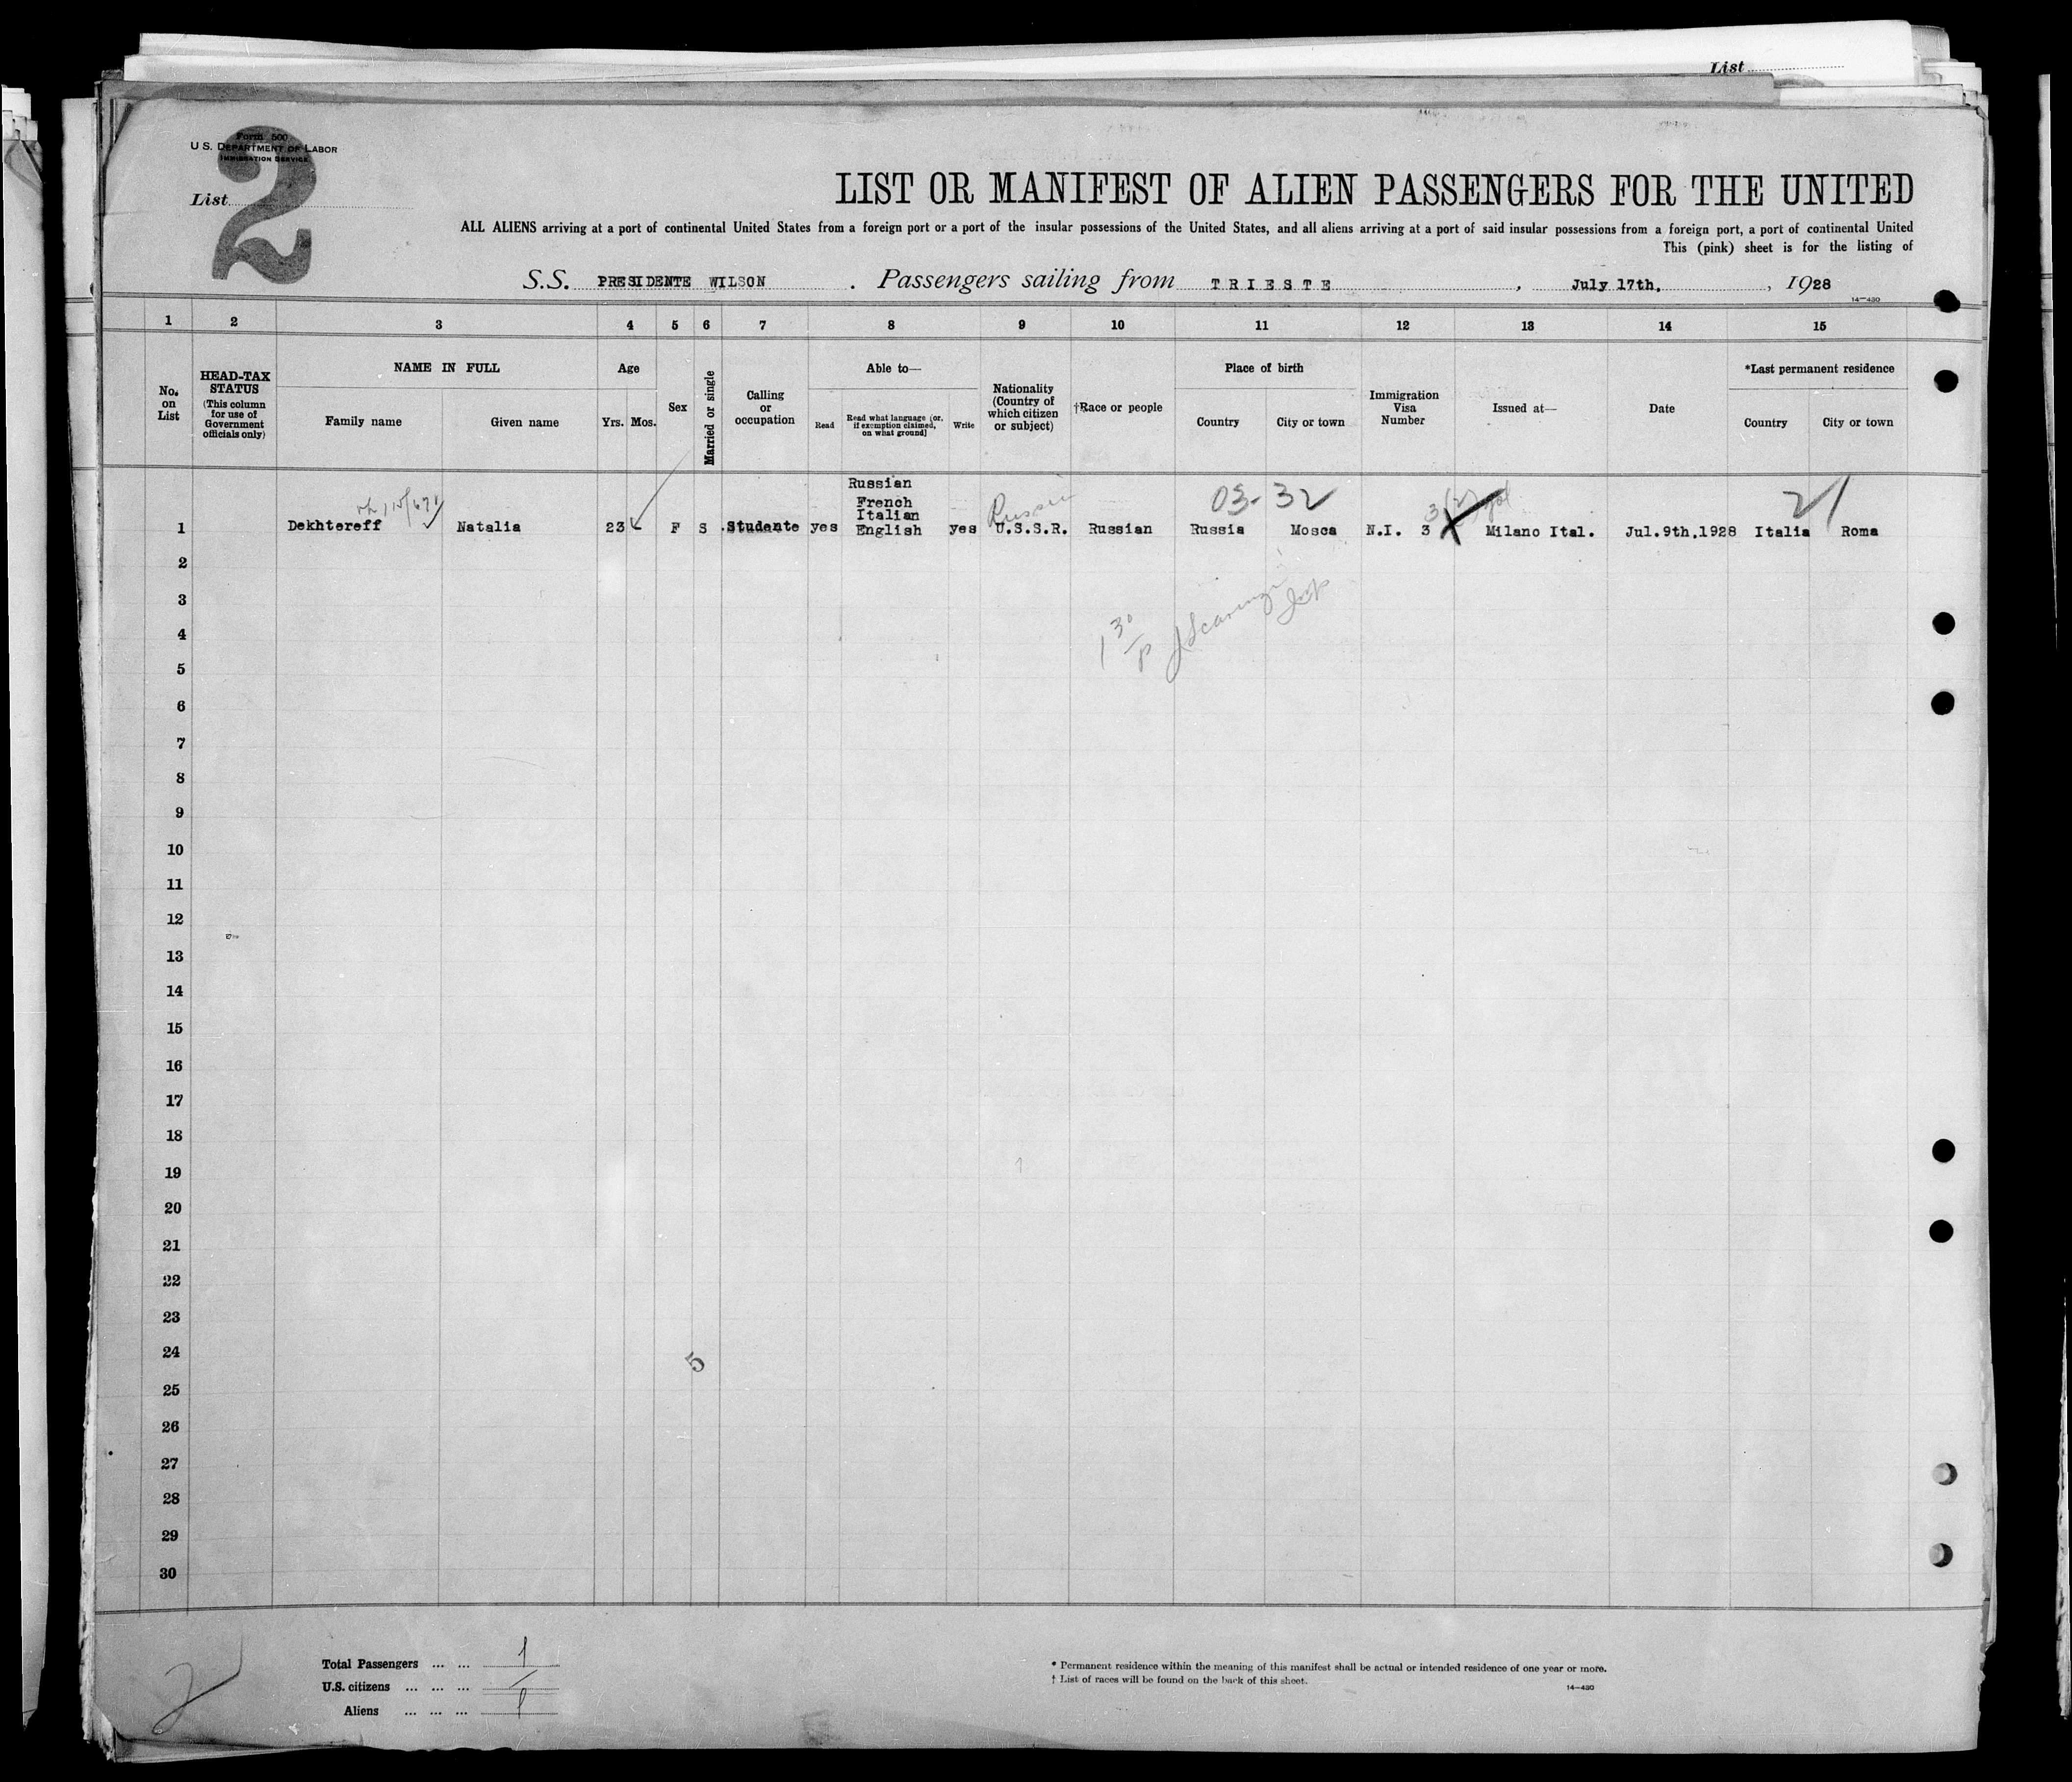 List
Form 500
U. S. DEPARTMENT OF LABOR
IMMIGRATION SERVICE
List
2
LIST OR MANIFEST OF ALIEN PASSENGERS FOR THE UNITED
ALL ALIENS arriving at a port of continental United States from a foreign port or a port of the insular possessions of the United States, and all aliens arriving at a port of said insular possessions from a foreign port, a port of continental United
This (pink) sheet is for the listing of
S.S. PRESIDENTE WILSON . Passengers sailing from TRIESTE , July 17th. , 1928
14—430
1 2 3 4 5 6 7 8 9 10 11 12 13 14 15
No. on List
HEAD-TAX STATUS
(This column for use of Government officials only)
NAME IN FULL
Family name Given name
Age
Yrs. Mos.
Sex
Married or single
Calling or occupation
Able to—
Read
Read what language (or, if exemption claimed, on what ground)
Write
Nationality (Country of which citizen or subject)
†Race or people
Place of birth
Country City or town
Immigration Visa Number
Issued at—
Date
*Last permanent residence
Country City or town
Russian
French
Italian
Russia 03-32 21
1 Dekhtereff Natalia 23 F S Studente yes English yes U.S.S.R. Russian Russia Mosca N.I. 3 Milano Ital. Jul.9th.1928 Italia Roma
2
3
4
5
6
7
8
9
10
11
12
13
14
15
16
17
18
19
20
21
22
23
24
5
25
26
27
28
29
30
Total Passengers ... ... 1
U.S. citizens ... ... ... /
Aliens ... ... ... 1
2
* Permanent residence within the meaning of this manifest shall be actual or intended residence of one year or more.
† List of races will be found on the back of this sheet.
14—430